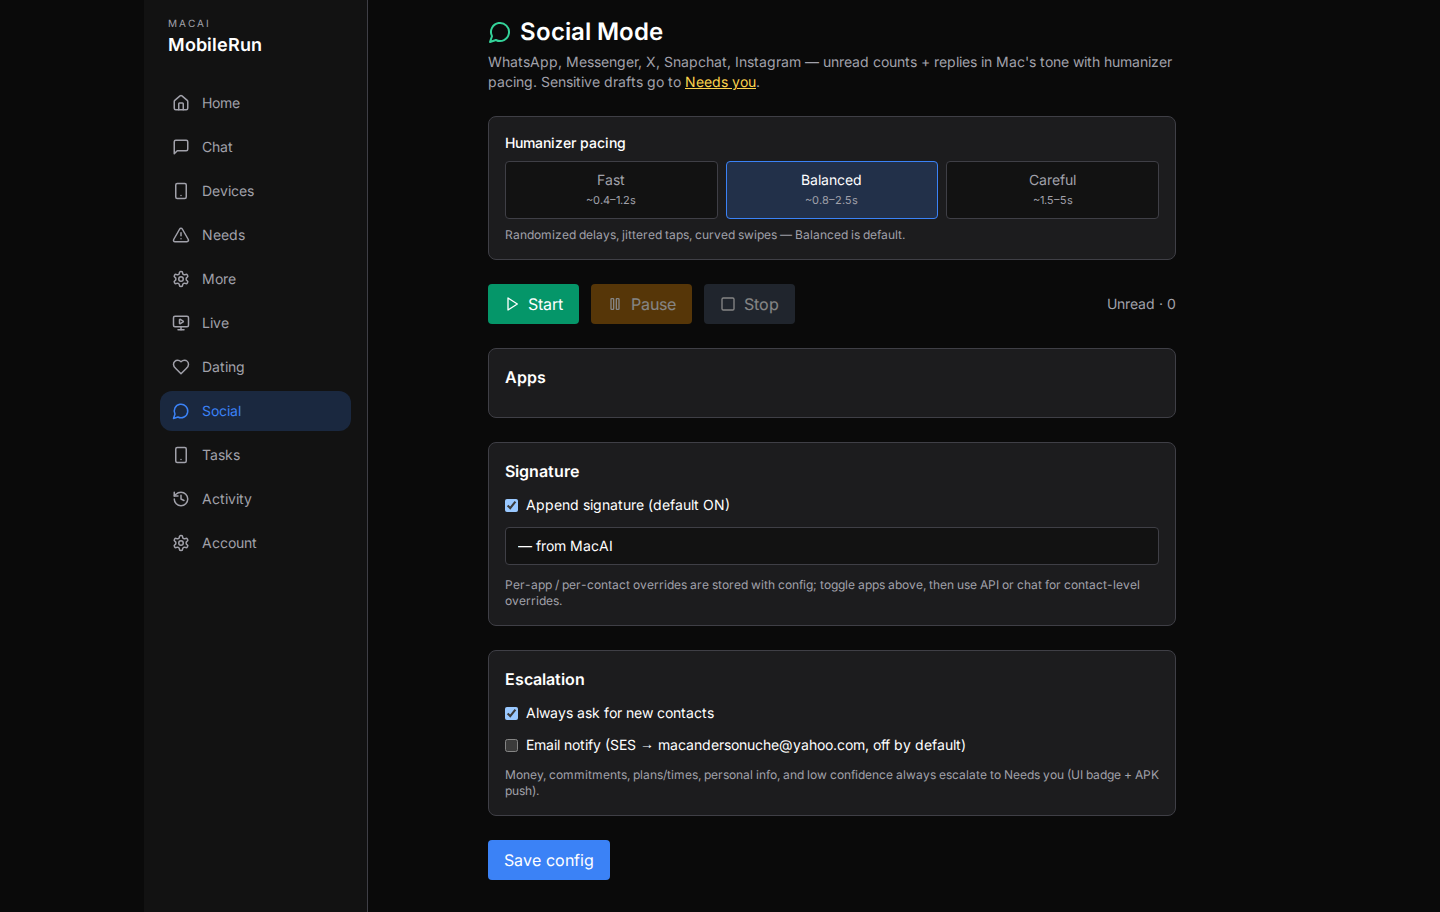 MACAI
MobileRun
Home
Chat
Devices
Needs
More
Live
Dating
Social
Tasks
Activity
Account
Social Mode
WhatsApp, Messenger, X, Snapchat, Instagram — unread counts + replies in Mac's tone with humanizer
pacing. Sensitive drafts go to Needs you.
Humanizer pacing
Fast
~0.4–1.2s
Balanced
~0.8–2.5s
Careful
~1.5–5s
Randomized delays, jittered taps, curved swipes — Balanced is default.
Start
Pause
Stop
Unread · 0
Apps
Signature
Append signature (default ON)
— from MacAI
Per-app / per-contact overrides are stored with config; toggle apps above, then use API or chat for contact-level
overrides.
Escalation
Always ask for new contacts
Email notify (SES → macandersonuche@yahoo.com, off by default)
Money, commitments, plans/times, personal info, and low confidence always escalate to Needs you (UI badge + APK
push).
Save config